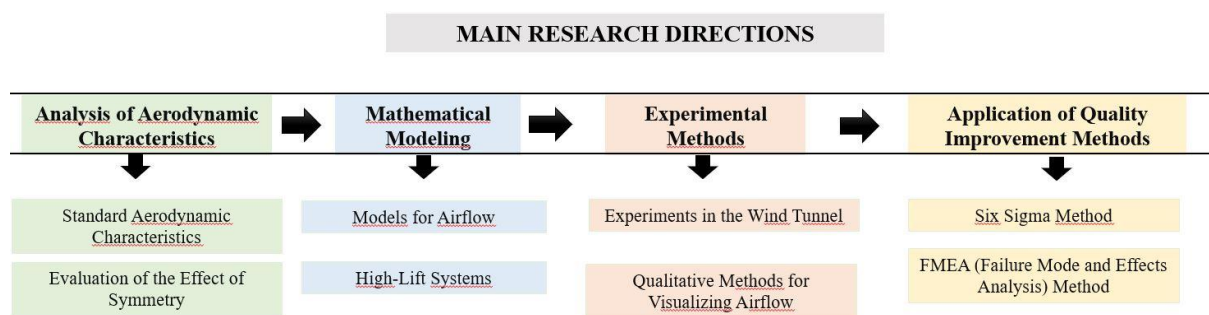 MAIN RESEARCH DIRECTIONS
Analysis of Aerodynamic
Characteristics
Mathematical
Modeling
Experimental
Methods
Application of Quality
Improvement Methods
Standard Aerodynamic
Characteristics
Evaluation of the Effect of
Symmetry
Models for Airflow
High-Lift Systems
Experiments in the Wind Tunnel
Qualitative Methods for
Visualizing Airflow
Six Sigma Method
FMEA (Failure Mode and Effects
Analysis) Method